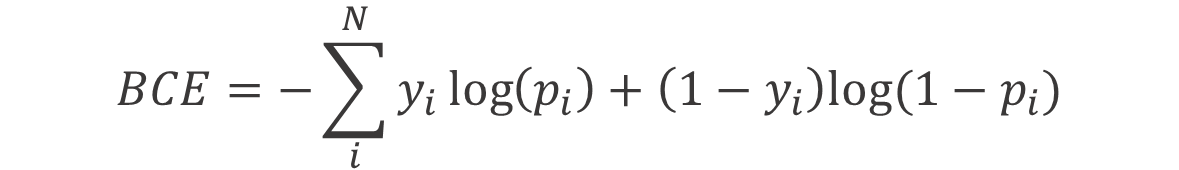 BCE = −∑_{i}^{N} y_i log(p_i) + (1 − y_i)log(1 − p_i)